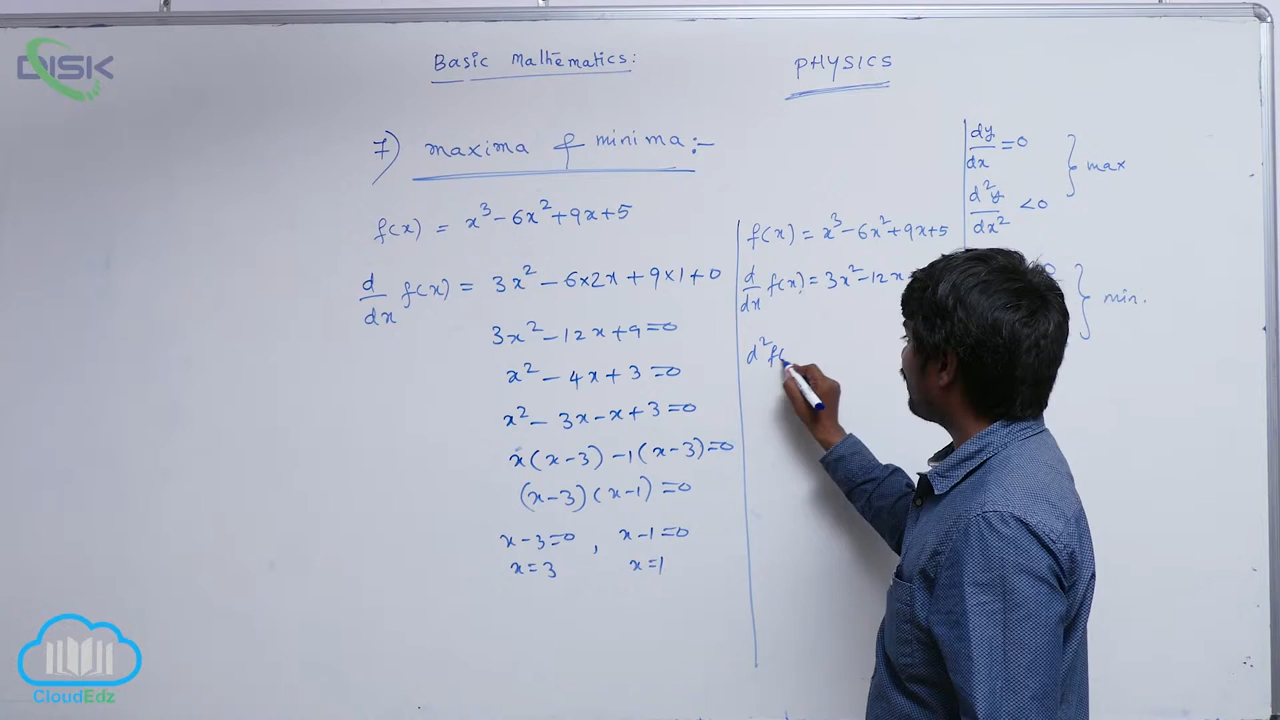 DISK
Basic Mathematics:
PHYSICS
7) maxima & minima :-
f(x) = x³-6x²+9x+5
d/dx f(x) = 3x² - 6×2x + 9×1+0
3x²-12x+9=0
x² - 4x+3=0
x² - 3x-x+3=0
x(x-3) -1(x-3)=0
(x-3)(x-1)=0
x-3=0 , x-1=0
x=3 x=1
f(x) = x³-6x²+9x+5
d/dx f(x) = 3x²-12x
d²f(
dy/dx =0
d²y/dx² <0
} max
0
} min.
CloudEdz